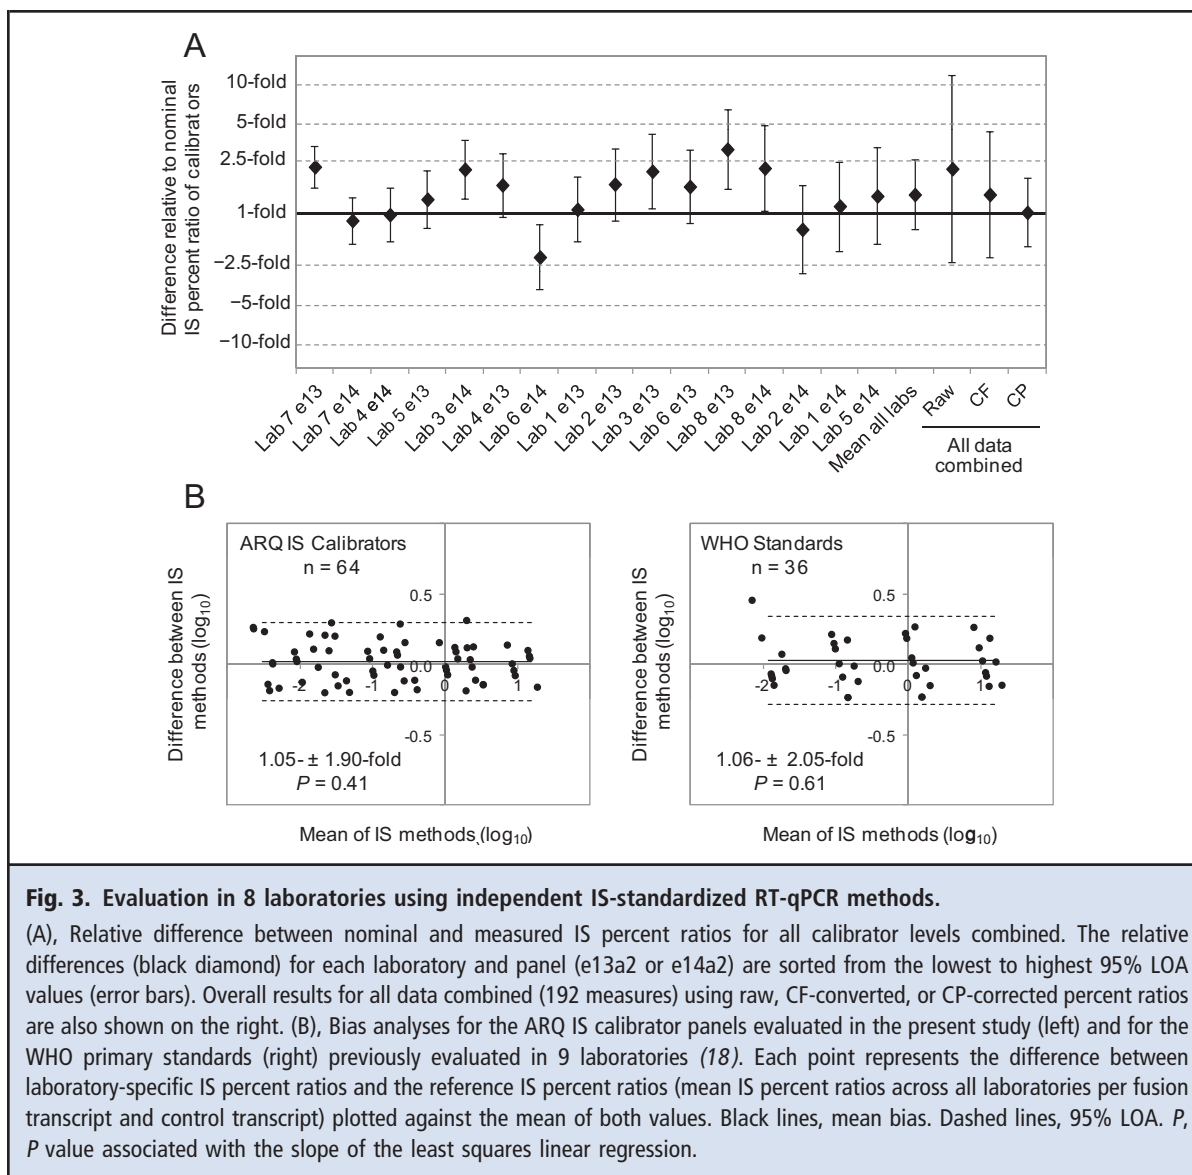 A
Difference relative to nominal
IS percent ratio of calibrators
10-fold
5-fold
2.5-fold
1-fold
−2.5-fold
−5-fold
−10-fold
Lab 7 e13
Lab 7 e14
Lab 4 e14
Lab 5 e13
Lab 3 e14
Lab 4 e13
Lab 6 e14
Lab 1 e13
Lab 2 e13
Lab 3 e13
Lab 6 e13
Lab 8 e13
Lab 8 e14
Lab 2 e14
Lab 1 e14
Lab 5 e14
Mean all labs
Raw
CF
CP
All data
combined
B
Difference between IS
methods (log10)
ARQ IS Calibrators
n = 64
0.5
0.0
-0.5
-2
-1
0
1
1.05- ± 1.90-fold
P = 0.41
Mean of IS methods (log10)
Difference between IS
methods (log10)
WHO Standards
n = 36
0.5
0.0
-0.5
-2
-1
0
1
1.06- ± 2.05-fold
P = 0.61
Mean of IS methods (log10)
Fig. 3. Evaluation in 8 laboratories using independent IS-standardized RT-qPCR methods.
(A), Relative difference between nominal and measured IS percent ratios for all calibrator levels combined. The relative
differences (black diamond) for each laboratory and panel (e13a2 or e14a2) are sorted from the lowest to highest 95% LOA
values (error bars). Overall results for all data combined (192 measures) using raw, CF-converted, or CP-corrected percent ratios
are also shown on the right. (B), Bias analyses for the ARQ IS calibrator panels evaluated in the present study (left) and for the
WHO primary standards (right) previously evaluated in 9 laboratories (18). Each point represents the difference between
laboratory-specific IS percent ratios and the reference IS percent ratios (mean IS percent ratios across all laboratories per fusion
transcript and control transcript) plotted against the mean of both values. Black lines, mean bias. Dashed lines, 95% LOA. P,
P value associated with the slope of the least squares linear regression.